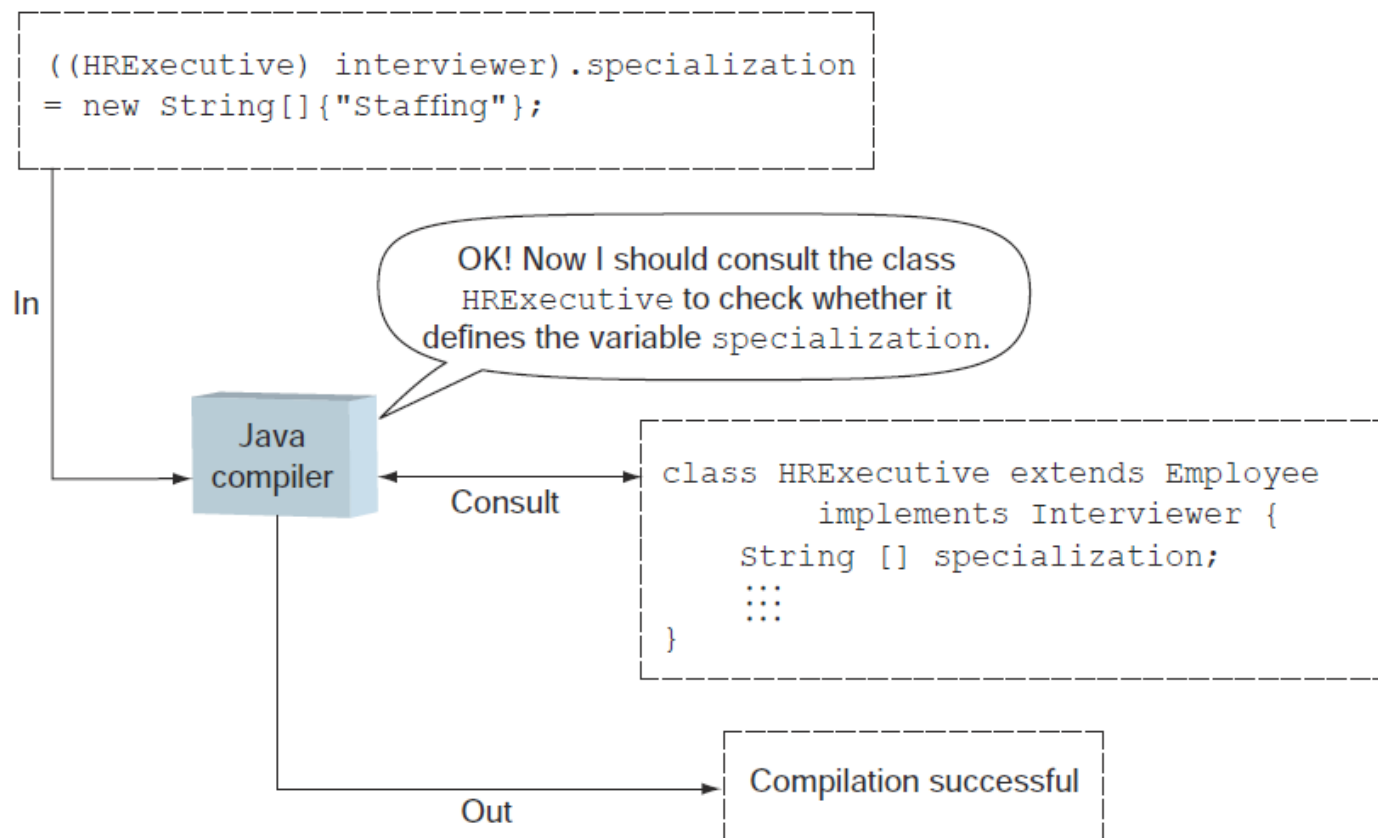 ((HRExecutive) interviewer).specialization
= new String[]{"Staffing"};
OK! Now I should consult the class
HRExecutive to check whether it
defines the variable specialization.
In
Java
compiler
Consult
class HRExecutive extends Employee
implements Interviewer {
String [] specialization;
⋮⋮⋮
}
Compilation successful
Out